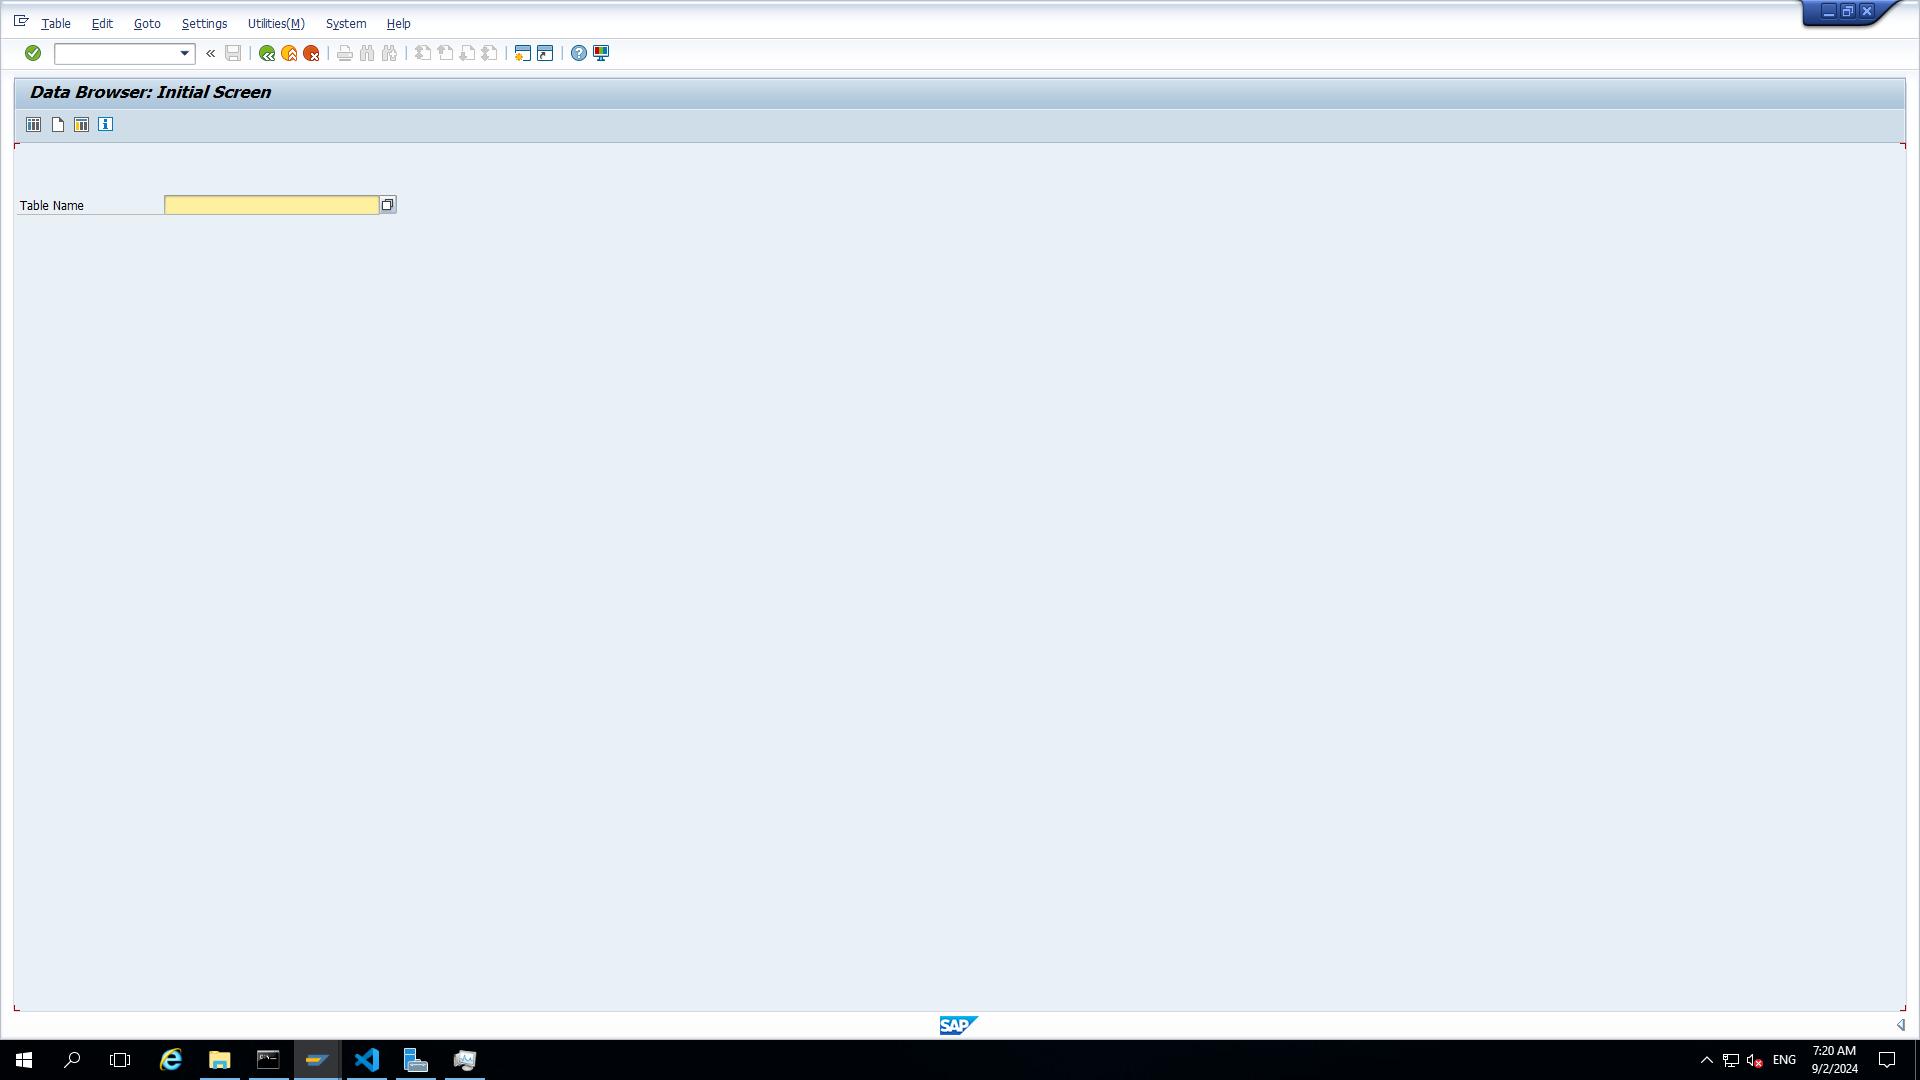 Table Edit Goto Settings Utilities(M) System Help
Data Browser: Initial Screen
Table Name
SAP
ENG
7:20 AM
9/2/2024